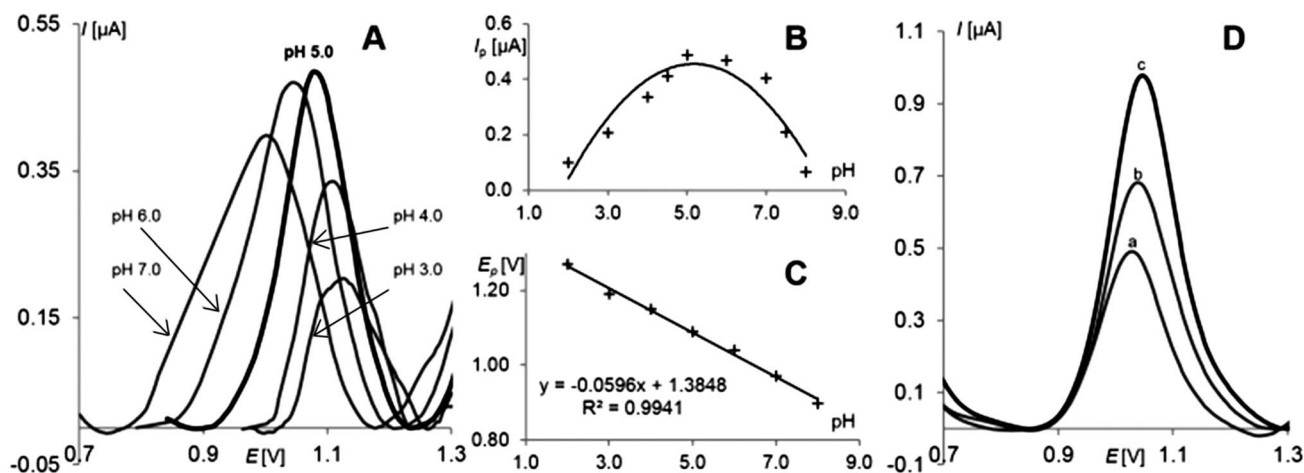 0.55
I [µA]
A
pH 5.0
0.35
pH 6.0
pH 4.0
pH 7.0
pH 3.0
0.15
-0.05
0.7
0.9
E [V]
1.1
1.3
0.6
Ip [µA]
B
0.4
0.2
0.0
pH
1.0
3.0
5.0
7.0
9.0
Ep [V]
C
1.20
1.00
y = -0.0596x + 1.3848
R² = 0.9941
pH
0.80
1.0
3.0
5.0
7.0
9.0
1.1
I [µA]
D
c
0.9
0.7
b
0.5
a
0.3
0.1
-0.1
0.7
0.9
E [V]
1.1
1.3